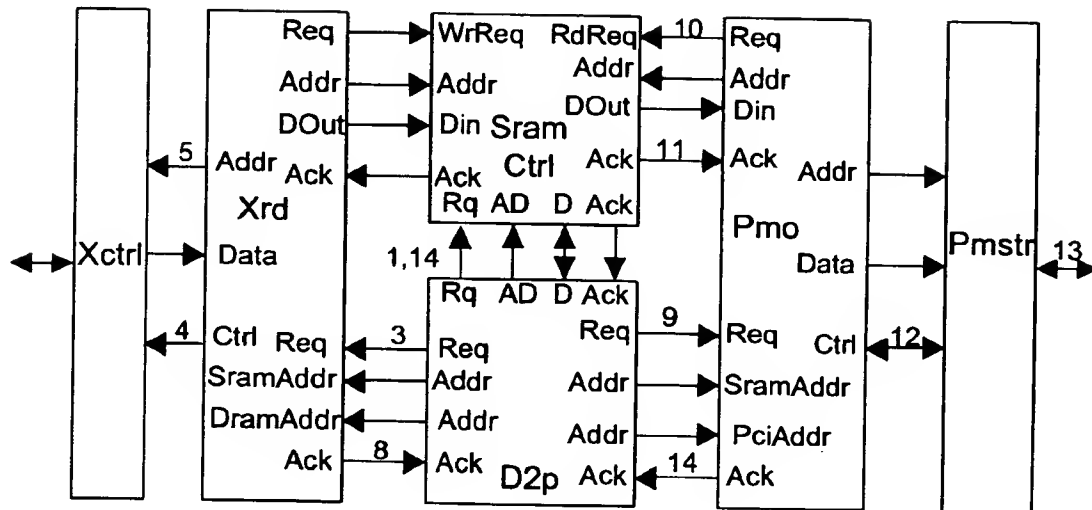 Req WrReq RdReq 10 Req
Addr Addr Addr Addr
DOut Din Sram DOut Din
5 Addr Ack Ack Ctrl Ack 11 Ack Addr
Xrd Rq AD D Ack Pmo
Xctrl Data 1,14 Data Pmstr 13
Rq AD D Ack
4 Ctrl Req 3 Req Req 9 Req Ctrl 12
SramAddr Addr Addr SramAddr
DramAddr Addr Addr PciAddr
Ack 8 Ack D2p Ack 14 Ack